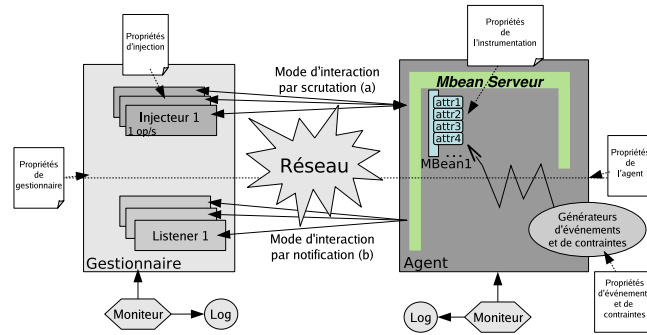 Propriétés
d'injection
Propriétés
de
l'instrumentation
Mode d'interaction
par scrutation (a)
Mbean Serveur
Injecteur 1
1 op/s
attr1
attr2
attr3
attr4
...
MBean1
Réseau
Propriétés
de
gestionnaire
Propriétés
de
l'agent
Listener 1
Mode d'interaction
par notification (b)
Générateurs
d'événements
et de contraintes
Gestionnaire
Agent
Propriétés
d'événements
et de
contraintes
Moniteur
Log
Log
Moniteur